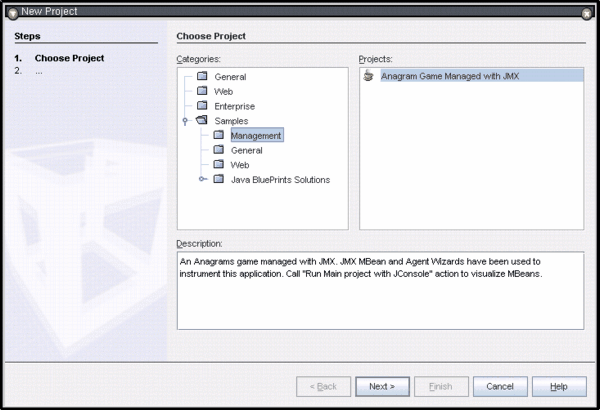 New Project
Steps
1. Choose Project
2. ...
Choose Project
Categories:
General
Web
Enterprise
Samples
Management
General
Web
Java BluePrints Solutions
Projects:
Anagram Game Managed with JMX
Description:
An Anagrams game managed with JMX. JMX MBean and Agent Wizards have been used to
instrument this application. Call "Run Main project with JConsole" action to visualize MBeans.
< Back
Next >
Finish
Cancel
Help